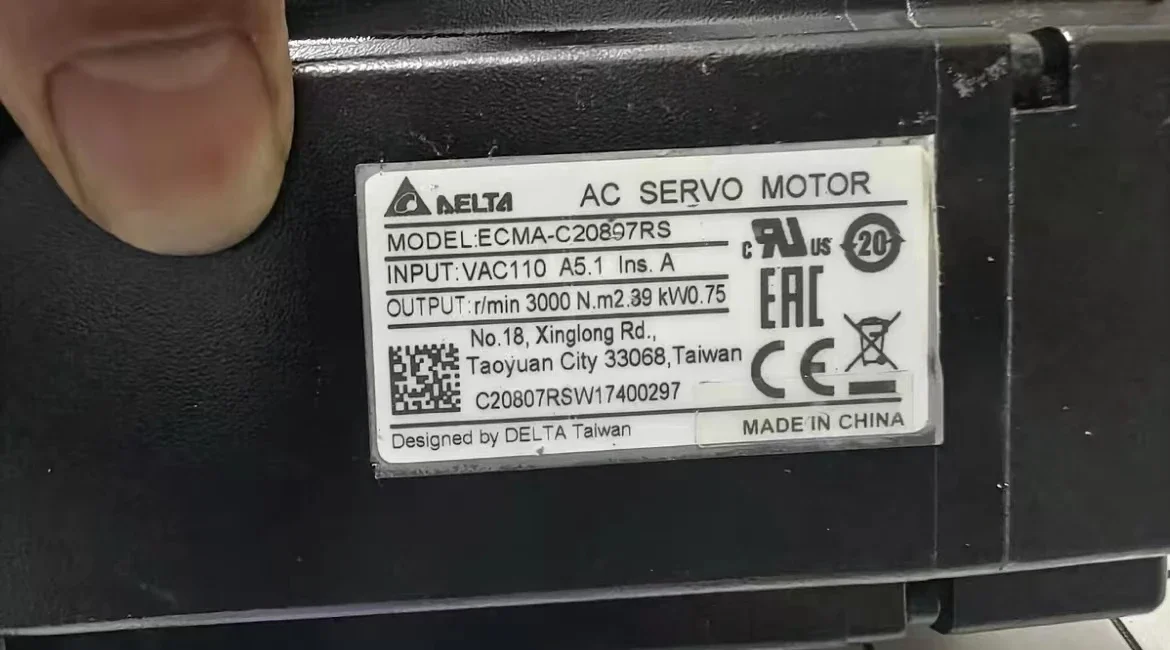 DELTA AC SERVO MOTOR
MODEL:ECMA-C20897RS
INPUT:VAC110 A5.1 Ins. A
OUTPUT:r/min 3000 N.m2.39 kW0.75
c RU US 20
EAC
No.18, Xinglong Rd.,
Taoyuan City 33068,Taiwan
CE
C20807RSW17400297
Designed by DELTA Taiwan
MADE IN CHINA